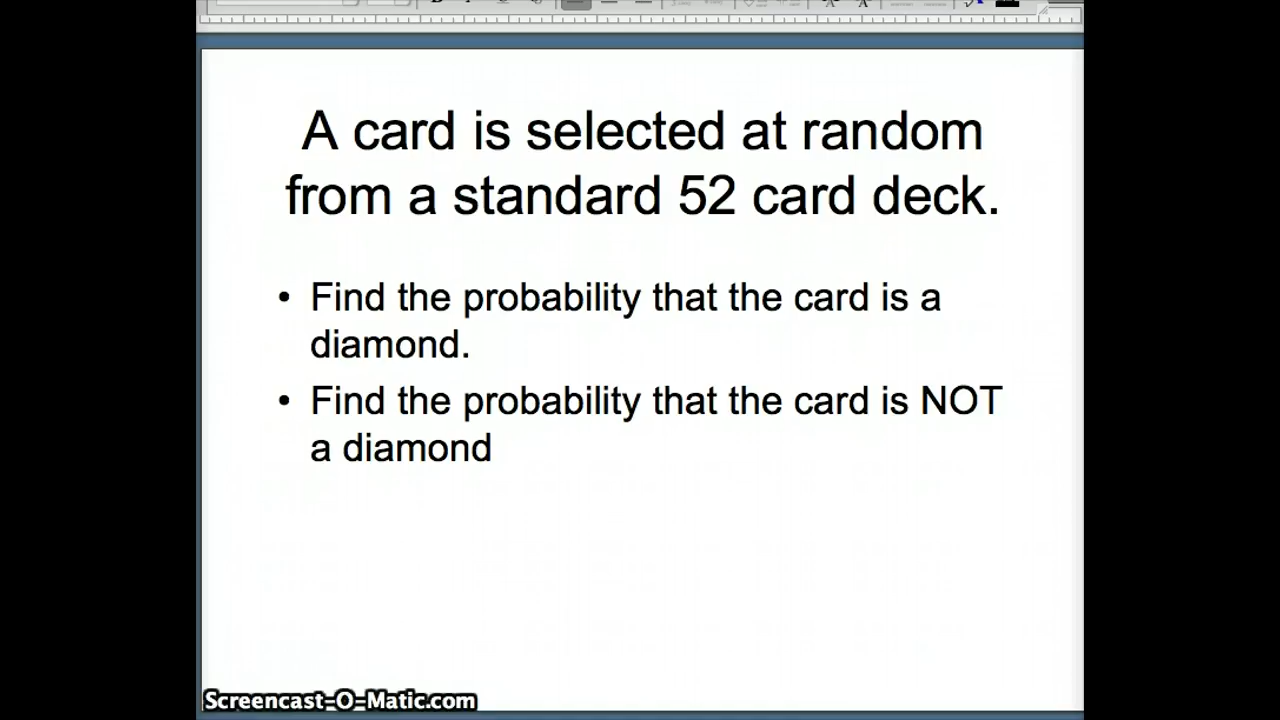 A card is selected at random
from a standard 52 card deck.
• Find the probability that the card is a
diamond.
• Find the probability that the card is NOT
a diamond
Screencast-O-Matic.com